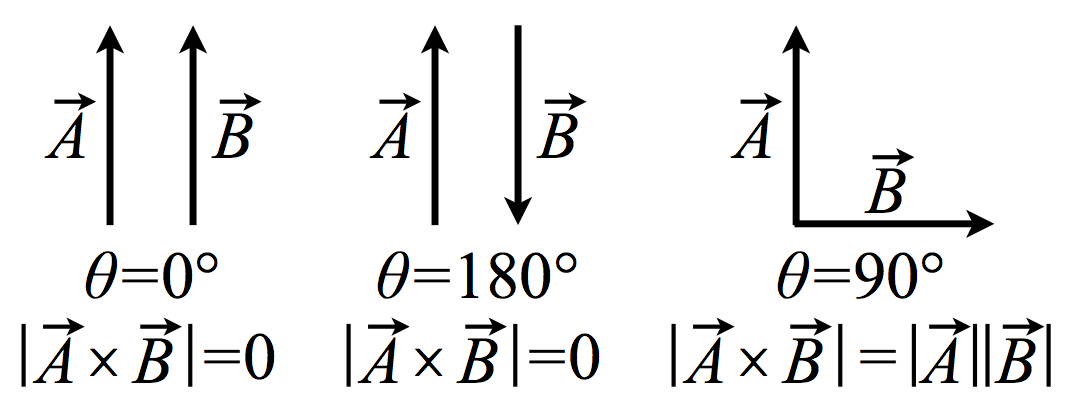 A⃗ B⃗
θ=0°
|A⃗ × B⃗|=0
A⃗ B⃗
θ=180°
|A⃗ × B⃗|=0
A⃗ B⃗
θ=90°
|A⃗ × B⃗| = |A⃗||B⃗|